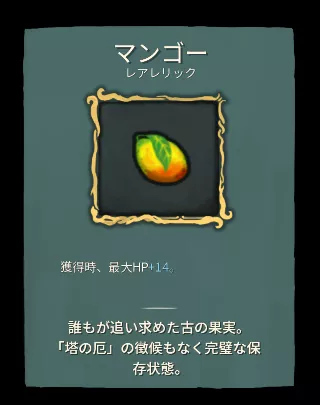 マンゴー
レアレリック
獲得時、最大HP+14。
誰もが追い求めた古の果実。
「塔の厄」の徴候もなく完璧な保
存状態。